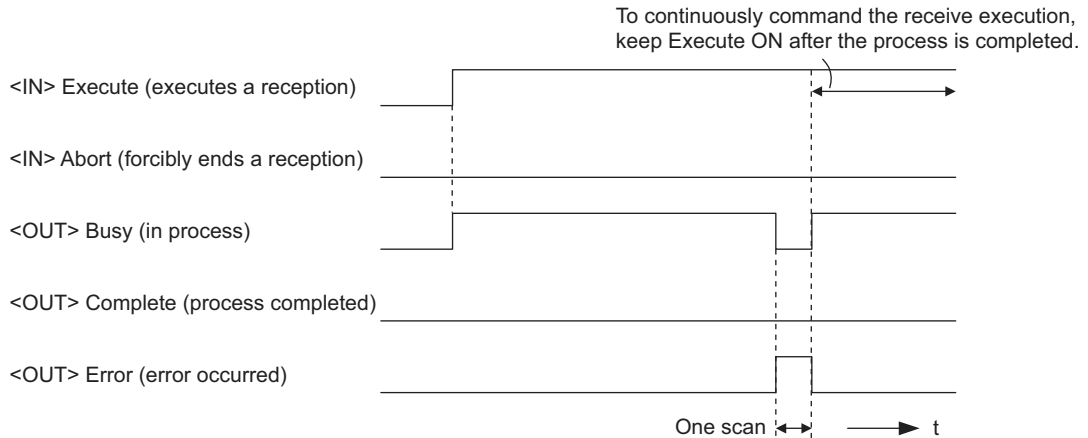 To continuously command the receive execution,
keep Execute ON after the process is completed.
<IN> Execute (executes a reception)
<IN> Abort (forcibly ends a reception)
<OUT> Busy (in process)
<OUT> Complete (process completed)
<OUT> Error (error occurred)
One scan
t